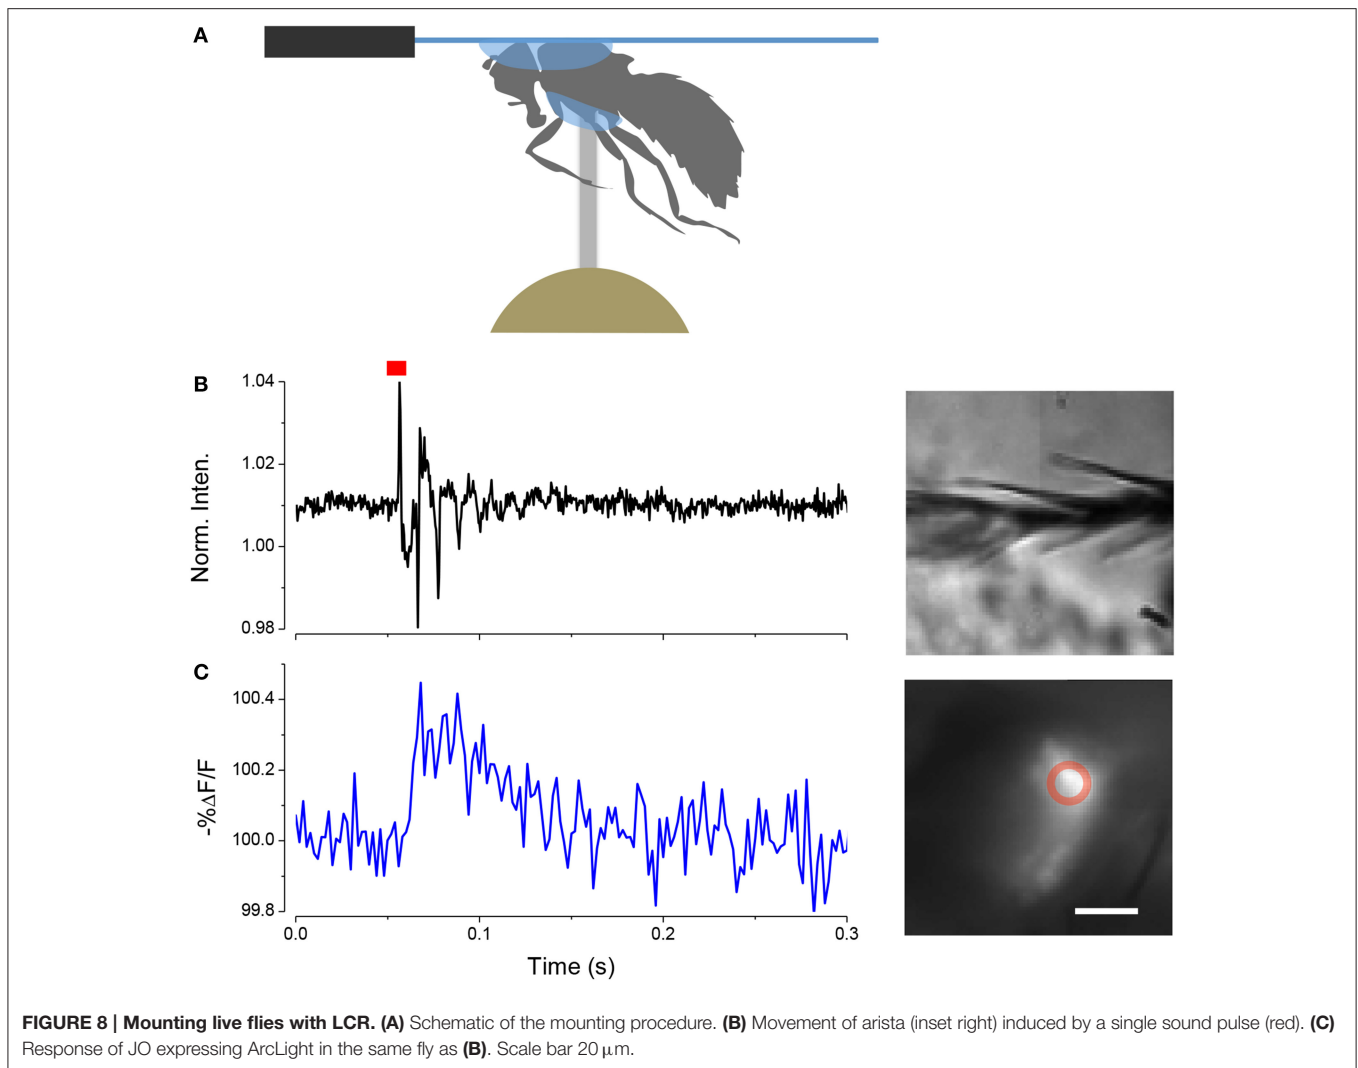 A
B
1.04
1.02
1.00
0.98
Norm. Inten.
C
100.4
100.2
100.0
99.8
-%ΔF/F
0.0 0.1 0.2 0.3
Time (s)
FIGURE 8 | Mounting live flies with LCR. (A) Schematic of the mounting procedure. (B) Movement of arista (inset right) induced by a single sound pulse (red). (C)
Response of JO expressing ArcLight in the same fly as (B). Scale bar 20 μm.